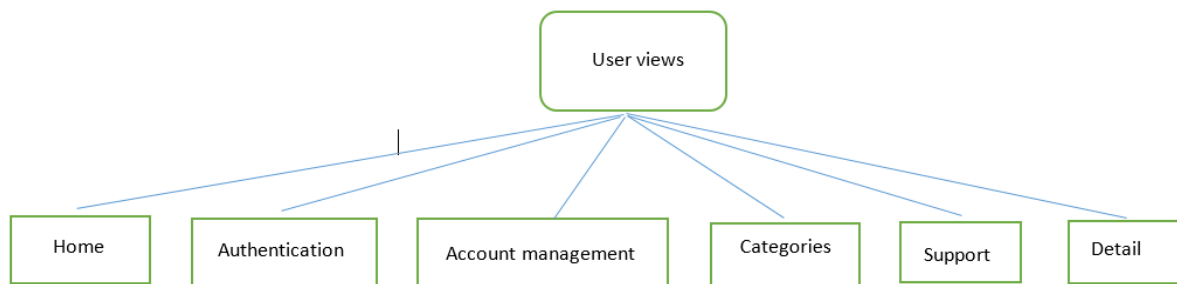 User views
Home
Authentication
Account management
Categories
Support
Detail